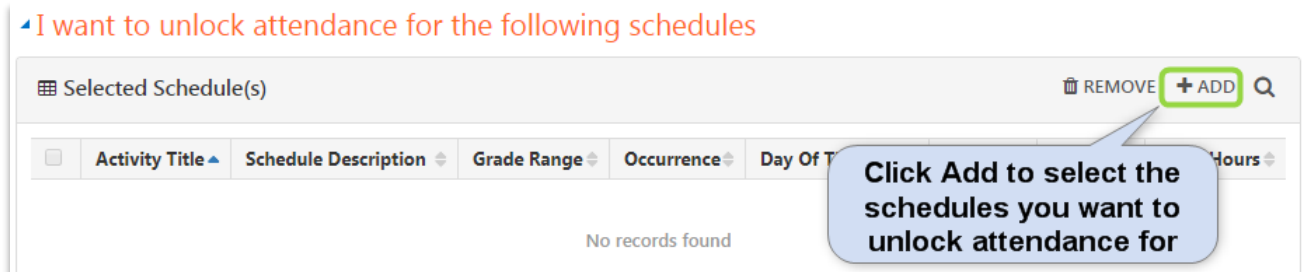 I want to unlock attendance for the following schedules
Selected Schedule(s) REMOVE + ADD
Activity Title Schedule Description Grade Range Occurrence Day Of Hours
Click Add to select the
schedules you want to
unlock attendance for
No records found